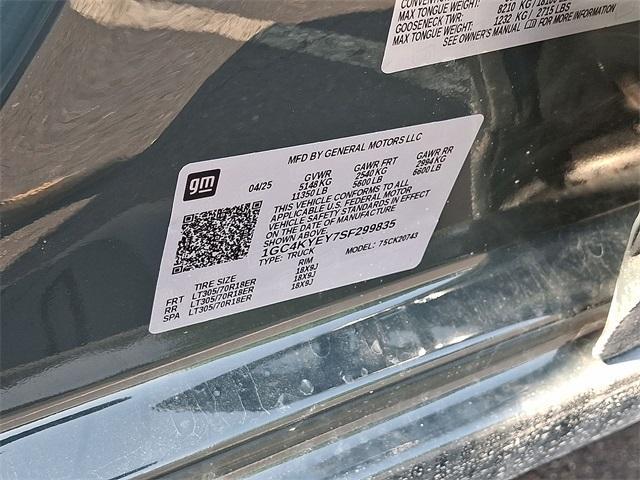 CONVENTIONAL
MAX TONGUE WEIGHT: 8210 KG / 18100
GOOSENECK TWR: 1232 KG / 2715 LBS
MAX TONGUE WEIGHT:
SEE OWNER'S MANUAL FOR MORE INFORMATION
MFD BY GENERAL MOTORS LLC
gm
04/25
GVWR GAWR FRT GAWR RR
5148 KG 2540 KG 2994 KG
11350 LB 5600 LB 6600 LB
THIS VEHICLE CONFORMS TO ALL
APPLICABLE U.S. FEDERAL MOTOR
VEHICLE SAFETY STANDARDS IN EFFECT
ON THE DATE OF MANUFACTURE
SHOWN ABOVE.
1GC4KYEY7SF299835
TYPE: TRUCK MODEL: 75CK20743
TIRE SIZE RIM
FRT LT305/70R18ER 18X9J
RR LT305/70R18ER 18X9J
SPA LT305/70R18ER 18X9J